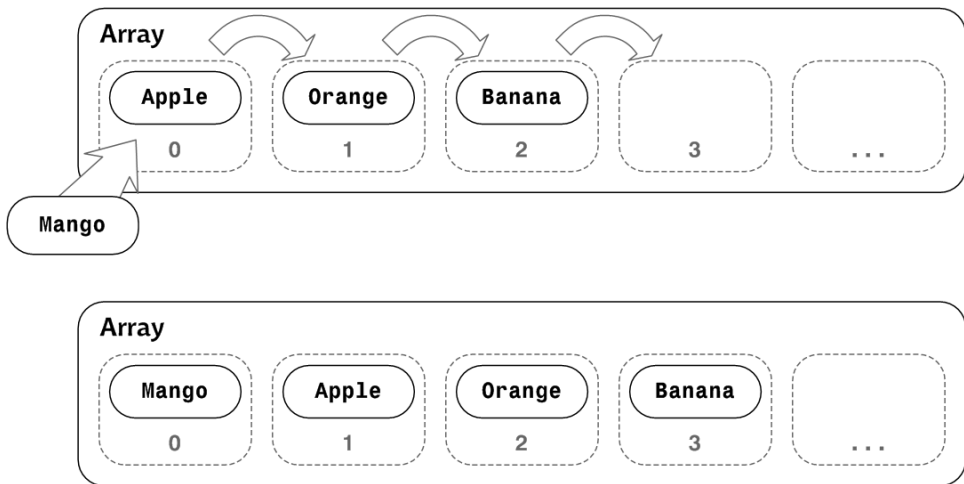 Array
Apple Orange Banana
0 1 2 3 ...
Mango
Array
Mango Apple Orange Banana
0 1 2 3 ...